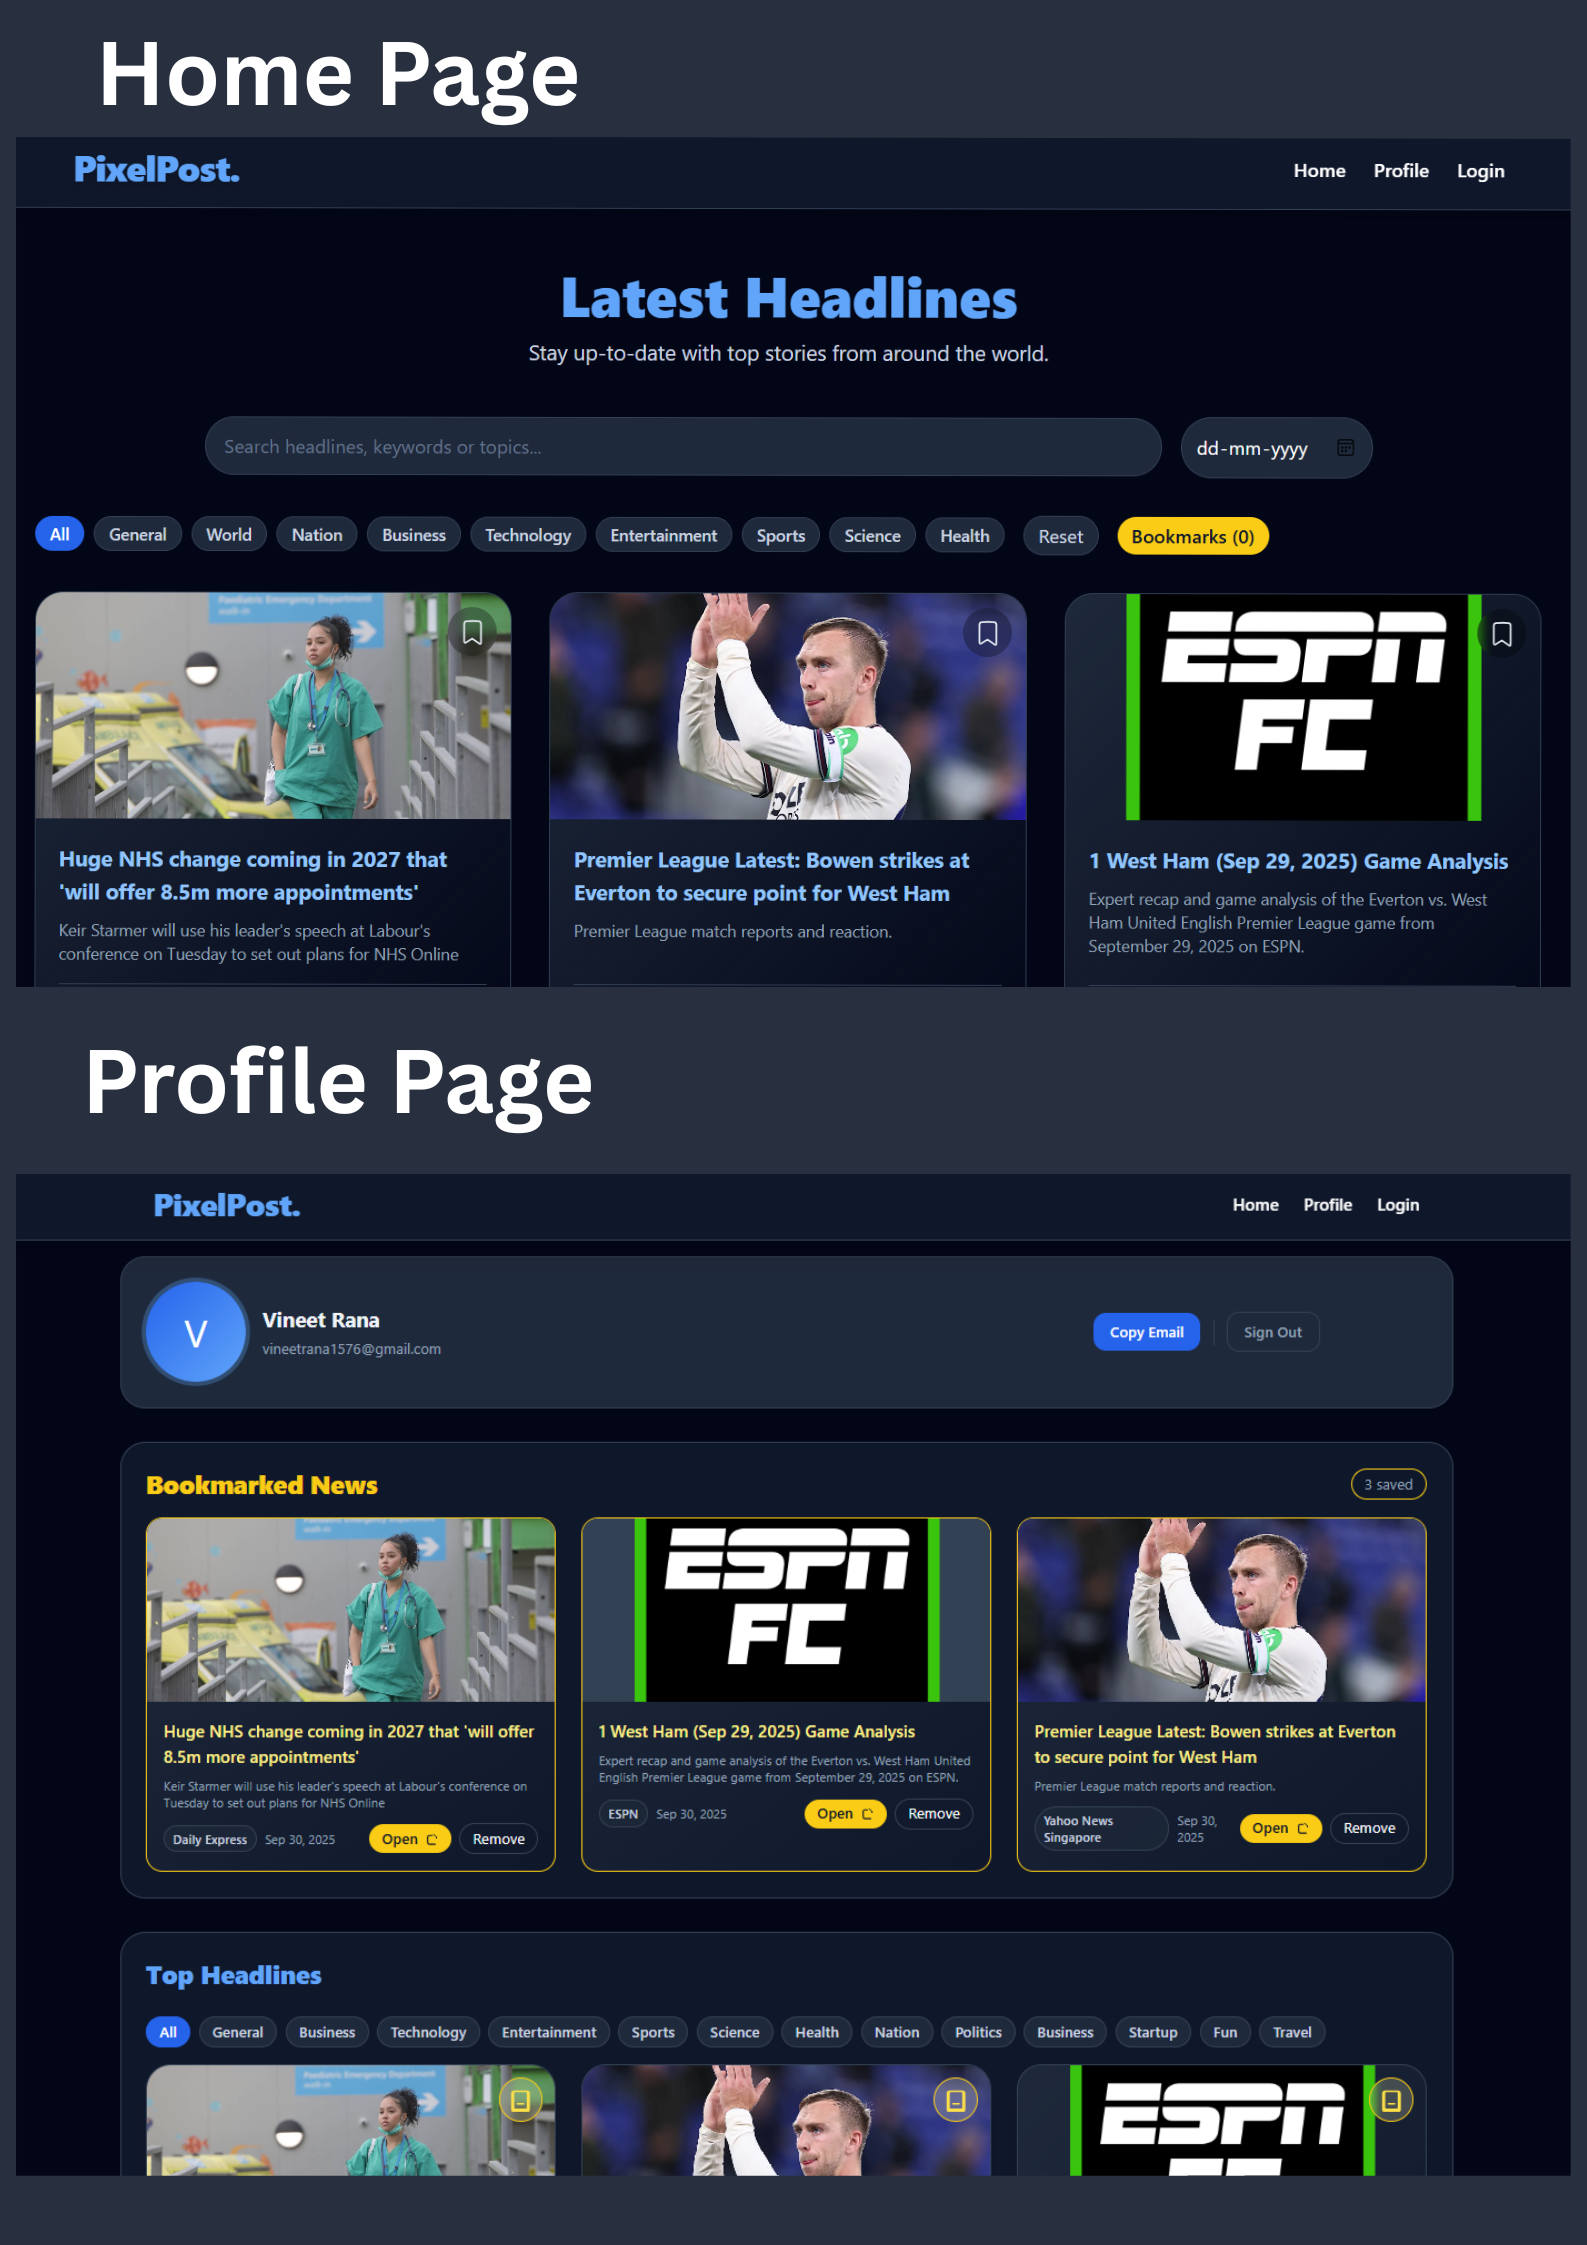 Home Page
PixelPost.
Home Profile Login
Latest Headlines
Stay up-to-date with top stories from around the world.
Search headlines, keywords or topics...
dd-mm-yyyy
All General World Nation Business Technology Entertainment Sports Science Health Reset Bookmarks (0)
Paediatric Emergency Department
walk-in
ESPN
FC
Huge NHS change coming in 2027 that
'will offer 8.5m more appointments'
Keir Starmer will use his leader's speech at Labour's
conference on Tuesday to set out plans for NHS Online
Premier League Latest: Bowen strikes at
Everton to secure point for West Ham
Premier League match reports and reaction.
1 West Ham (Sep 29, 2025) Game Analysis
Expert recap and game analysis of the Everton vs. West
Ham United English Premier League game from
September 29, 2025 on ESPN.
Profile Page
PixelPost.
Home Profile Login
V
Vineet Rana
vineetrana1576@gmail.com
Copy Email
Sign Out
Bookmarked News
3 saved
walk-in
ESPN
FC
Huge NHS change coming in 2027 that 'will offer
8.5m more appointments'
Keir Starmer will use his leader's speech at Labour's conference on
Tuesday to set out plans for NHS Online
Daily Express Sep 30, 2025 Open Remove
1 West Ham (Sep 29, 2025) Game Analysis
Expert recap and game analysis of the Everton vs. West Ham United
English Premier League game from September 29, 2025 on ESPN.
ESPN Sep 30, 2025 Open Remove
Premier League Latest: Bowen strikes at Everton
to secure point for West Ham
Premier League match reports and reaction.
Yahoo News
Singapore
Sep 30,
2025
Open Remove
Top Headlines
All General Business Technology Entertainment Sports Science Health Nation Politics Business Startup Fun Travel
Paediatric Emergency Department
walk-in
ESPN